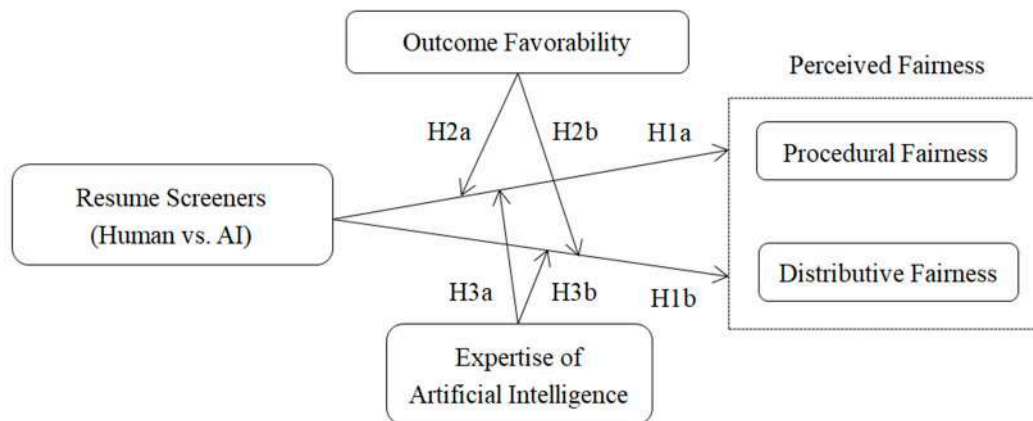 Outcome Favorability
Perceived Fairness
H2a
H2b
H1a
Procedural Fairness
Resume Screeners
(Human vs. AI)
Distributive Fairness
H3a
H3b
H1b
Expertise of
Artificial Intelligence